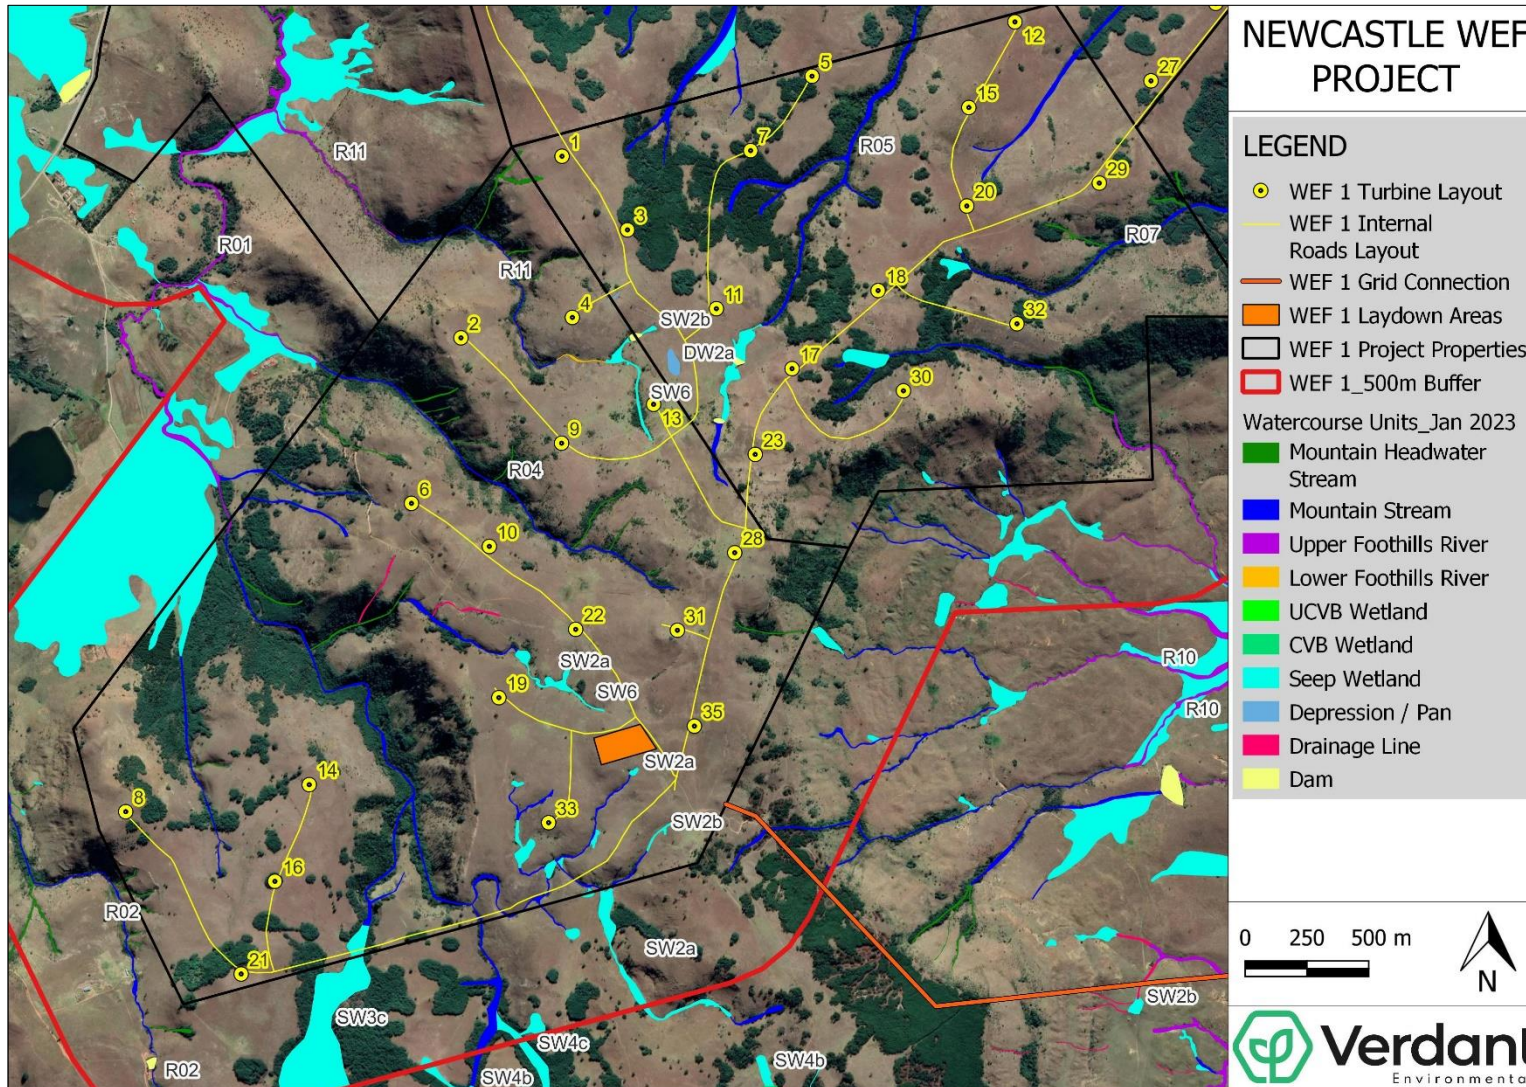 NEWCASTLE WEF
PROJECT
LEGEND
WEF 1 Turbine Layout
WEF 1 Internal
Roads Layout
WEF 1 Grid Connection
WEF 1 Laydown Areas
WEF 1 Project Properties
WEF 1_500m Buffer
Watercourse Units_Jan 2023
Mountain Headwater
Stream
Mountain Stream
Upper Foothills River
Lower Foothills River
UCVB Wetland
CVB Wetland
Seep Wetland
Depression / Pan
Drainage Line
Dam
0 250 500 m
N
Verdant
Environmenta
12
5
27
15
1
7
R11
R05
29
20
3
R01
R07
R11
18
4
11
32
SW2b
2
DW2a
17
30
SW6
13
9
23
R04
6
10
28
22
31
SW2a
R10
19
SW6
R10
35
SW2a
14
8
33
SW2b
16
R02
SW2a
21
SW2b
SW3c
SW4c
R02
SW4b
SW4b